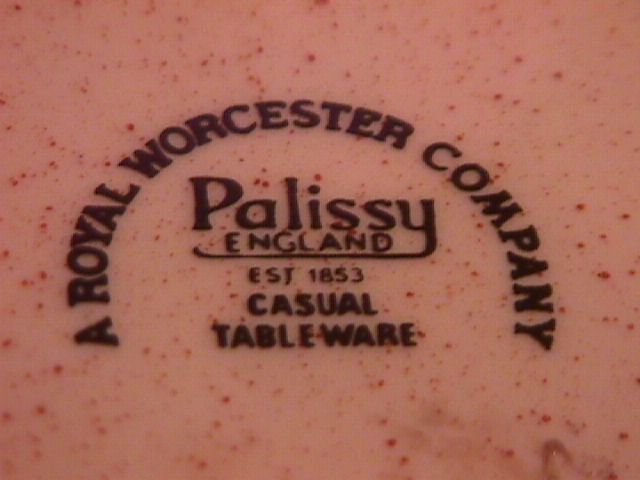 A ROYAL WORCESTER COMPANY
Palissy
ENGLAND
EST 1853
CASUAL
TABLEWARE